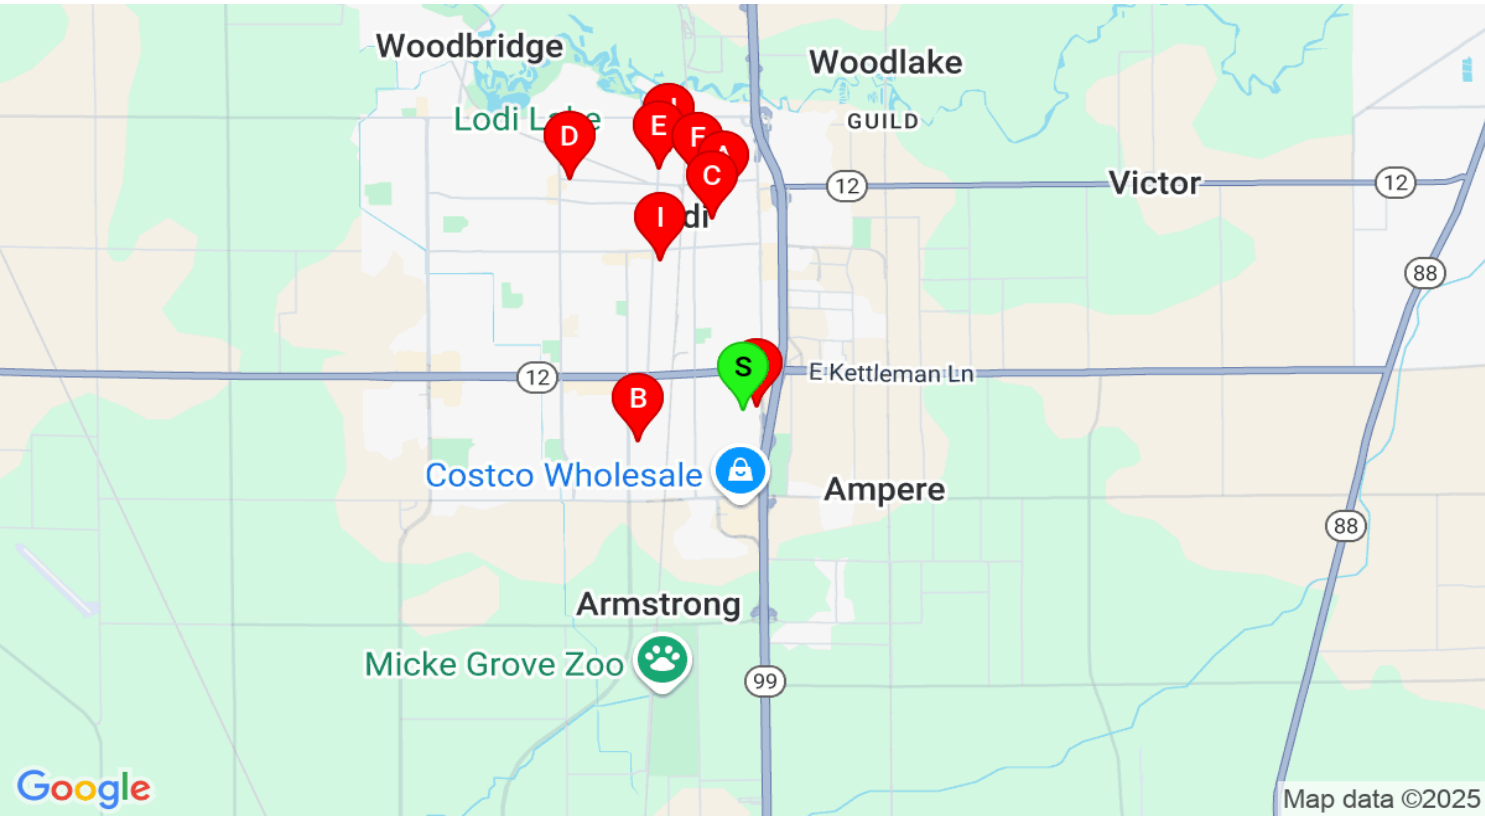 Woodbridge
Woodlake
GUILD
E
D
F
C
12
Victor
12
I
di
88
S
E Kettleman Ln
12
B
Costco Wholesale
Ampere
88
Armstrong
Micke Grove Zoo
99
Google
Map data ©2025